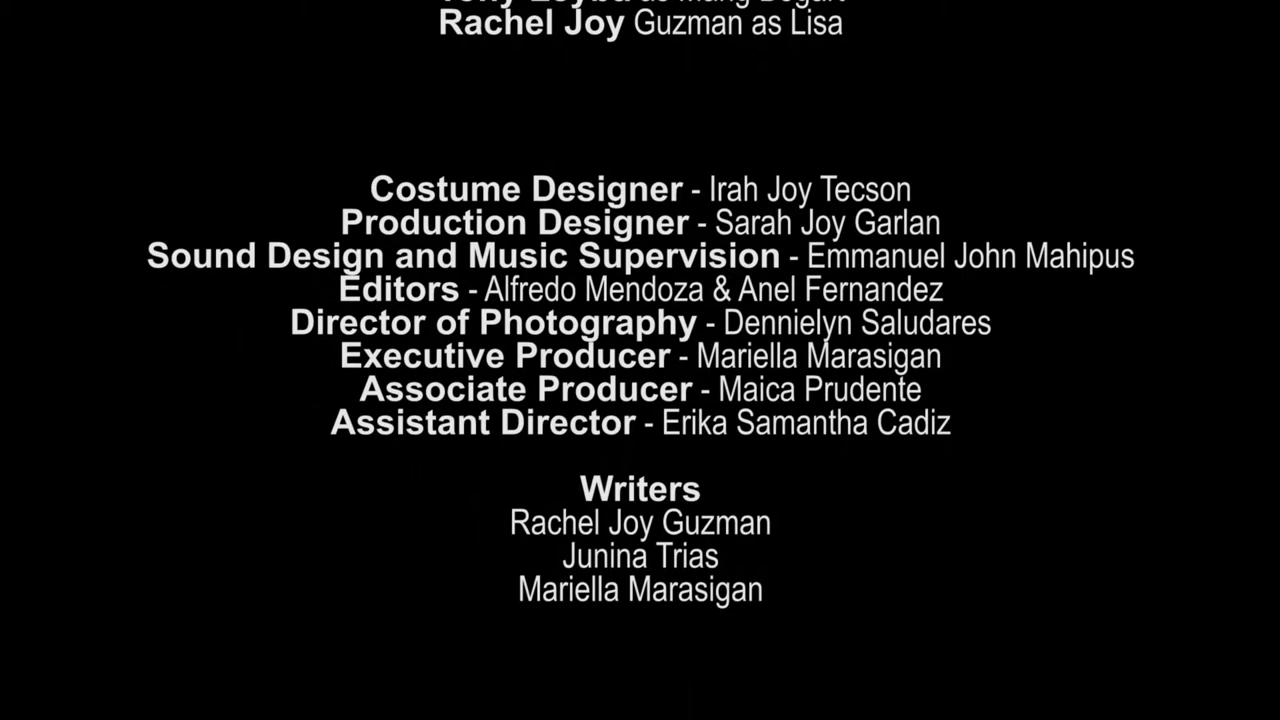 Rachel Joy Guzman as Lisa
Costume Designer - Irah Joy Tecson
Production Designer - Sarah Joy Garlan
Sound Design and Music Supervision - Emmanuel John Mahipus
Editors - Alfredo Mendoza & Anel Fernandez
Director of Photography - Dennielyn Saludares
Executive Producer - Mariella Marasigan
Associate Producer - Maica Prudente
Assistant Director - Erika Samantha Cadiz
Writers
Rachel Joy Guzman
Junina Trias
Mariella Marasigan